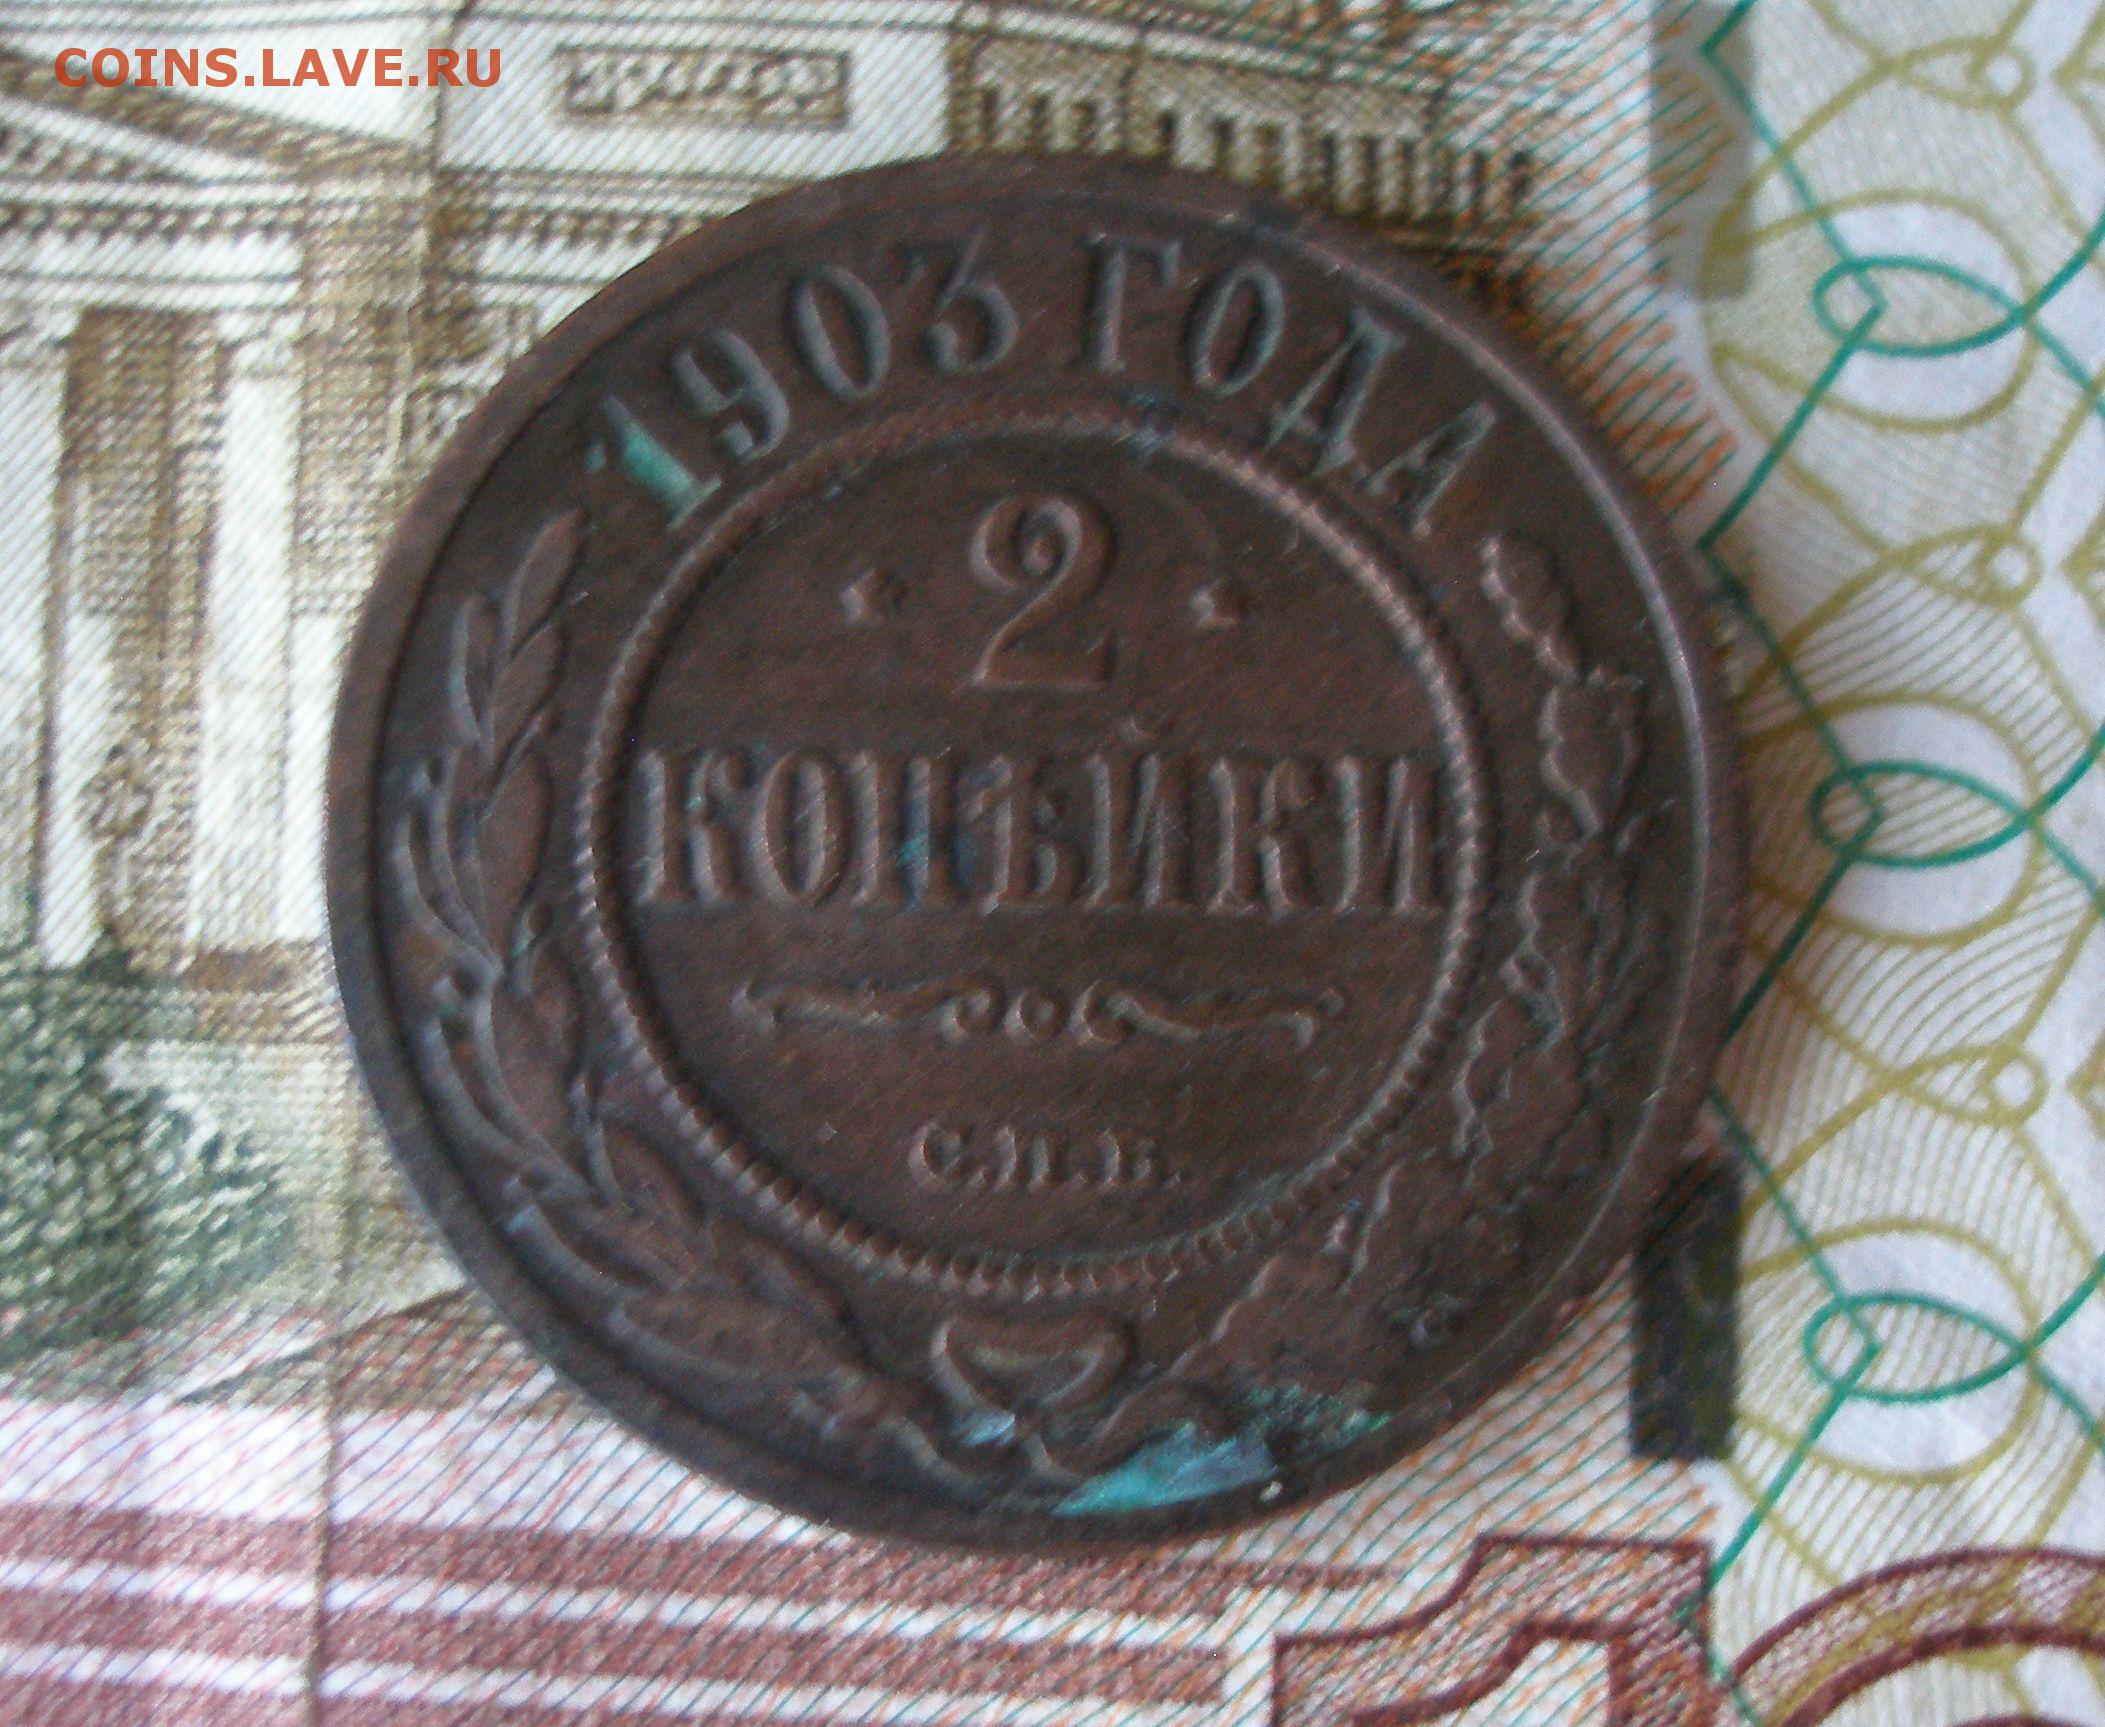 COINS.LAVE.RU
1903 ГОДА
2
КОПѢЙКИ
С.П.Б.